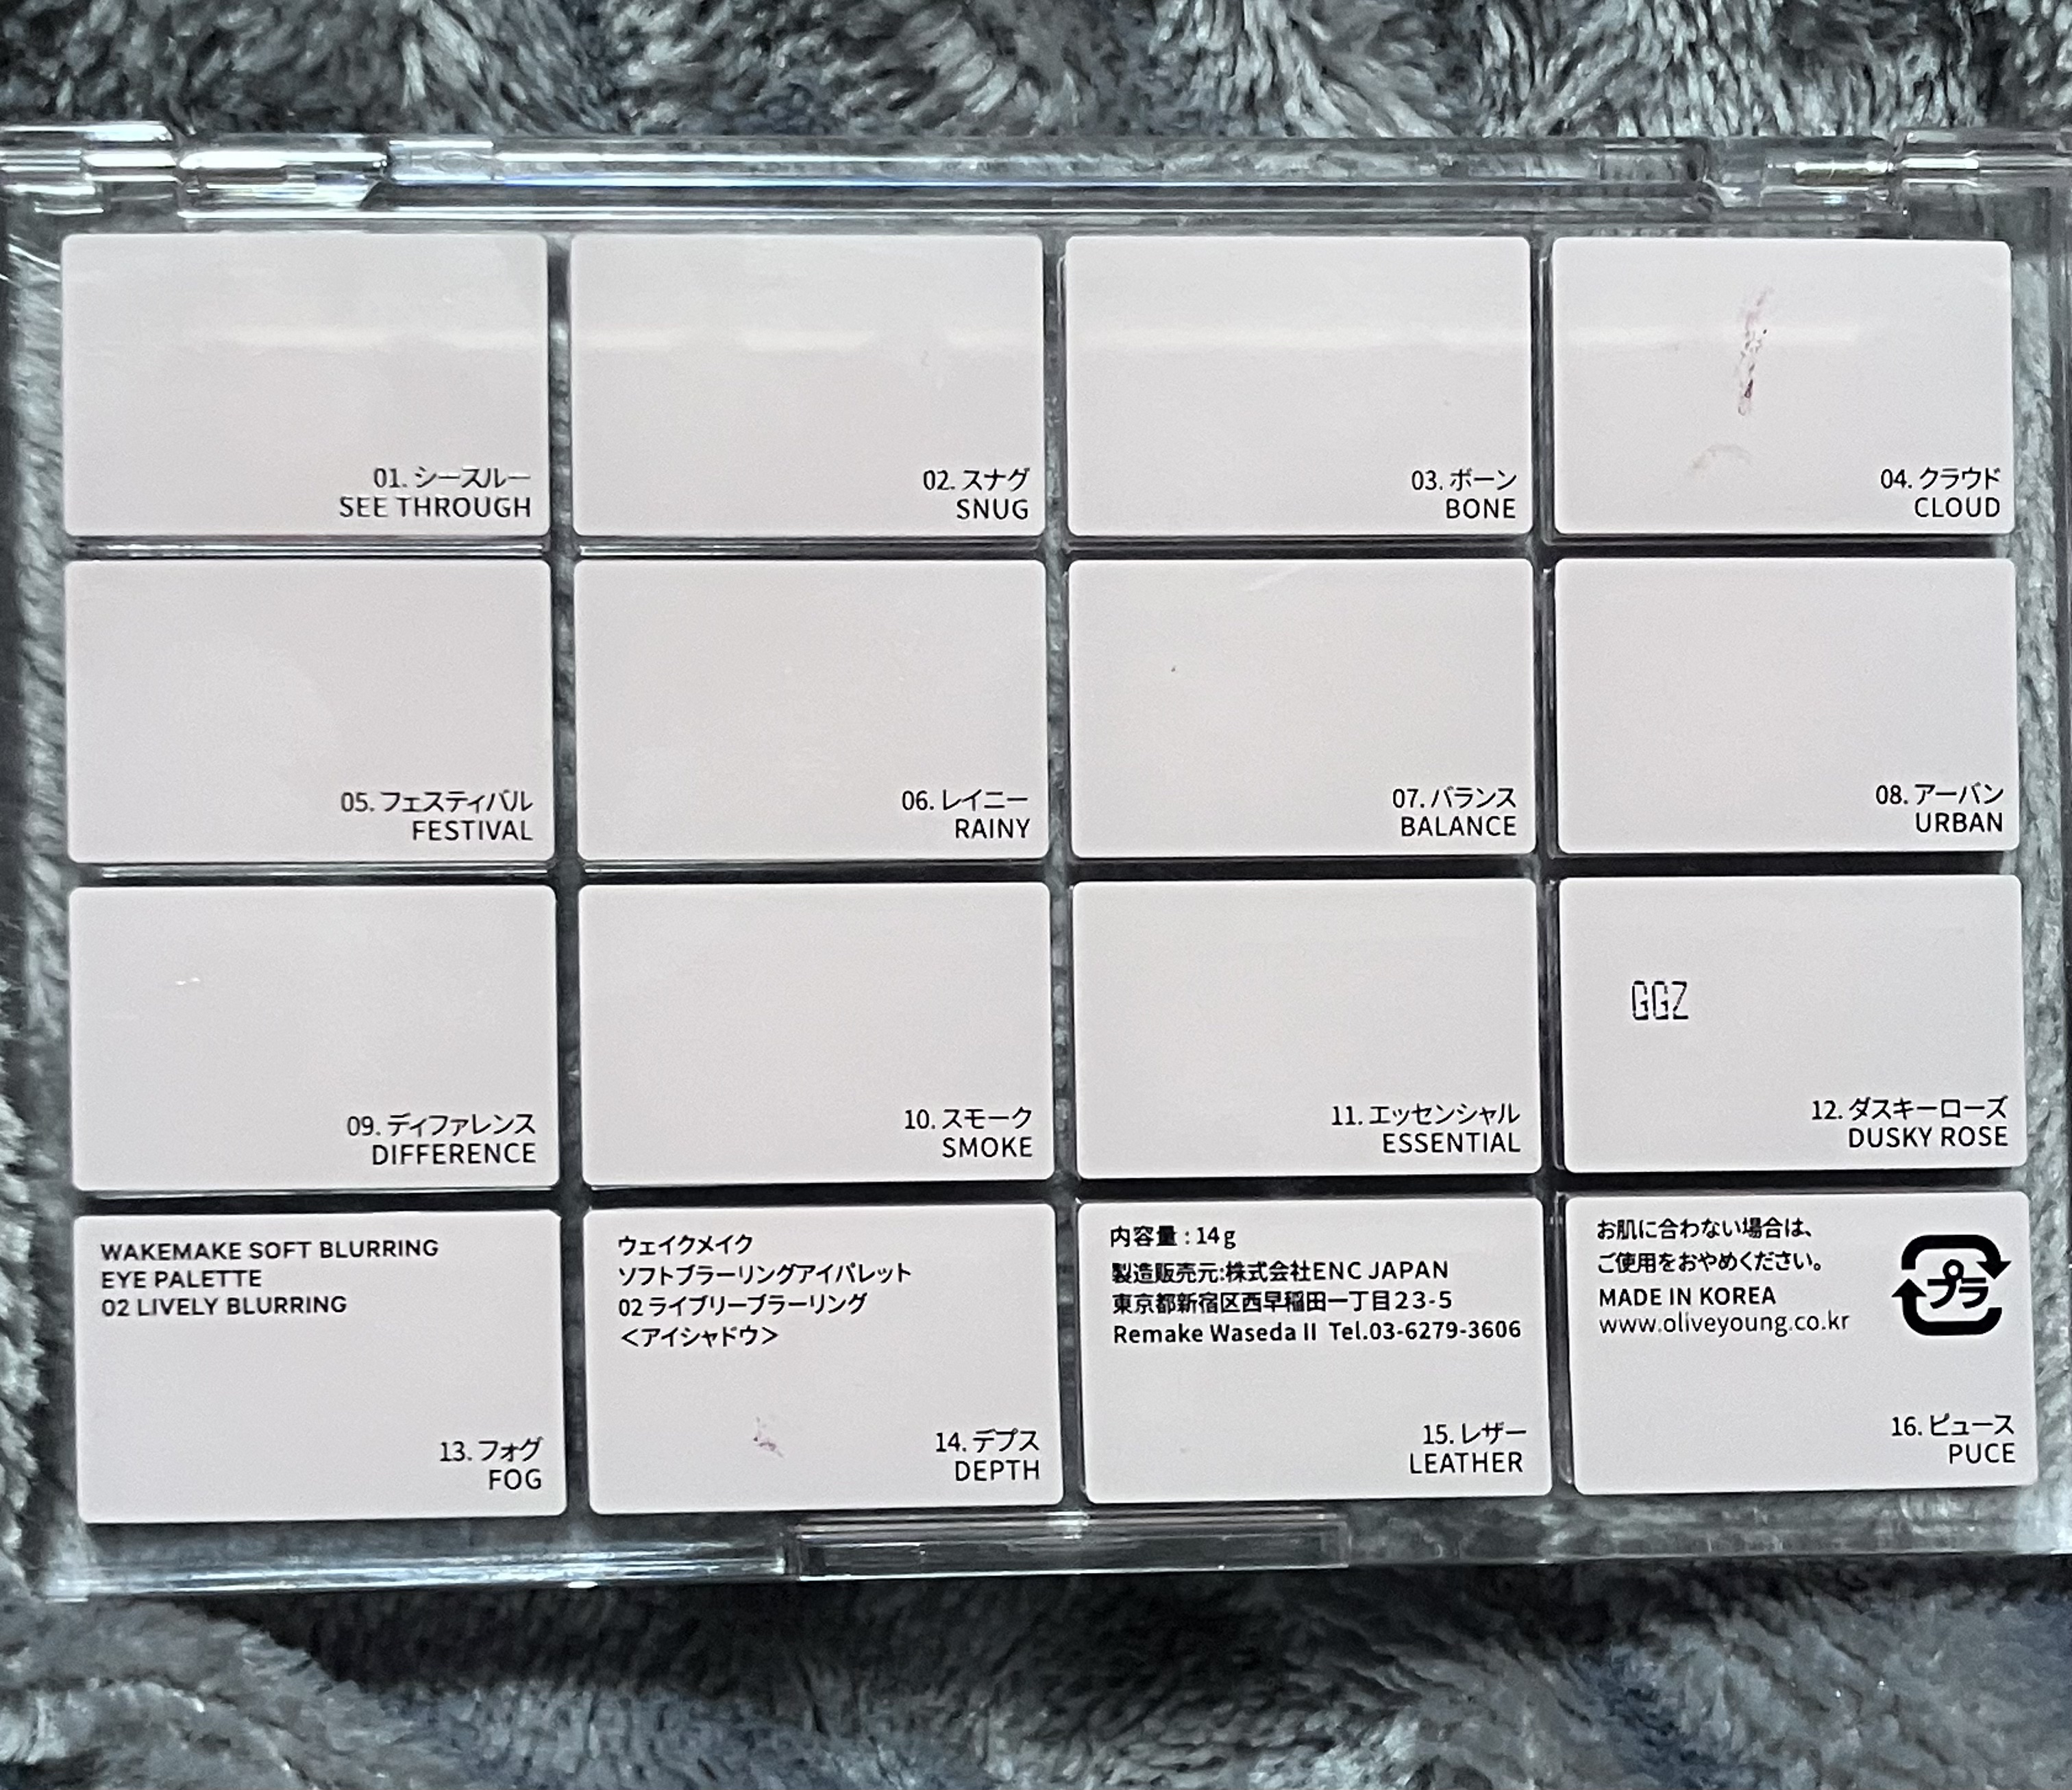 01. シースルー
SEE THROUGH
02. スナグ
SNUG
03. ボーン
BONE
04. クラウド
CLOUD
05. フェスティバル
FESTIVAL
06. レイニー
RAINY
07. バランス
BALANCE
08. アーバン
URBAN
09. ディファレンス
DIFFERENCE
10. スモーク
SMOKE
11. エッセンシャル
ESSENTIAL
GGZ
12. ダスキーローズ
DUSKY ROSE
WAKEMAKE SOFT BLURRING
EYE PALETTE
02 LIVELY BLURRING
13. フォグ
FOG
ウェイクメイク
ソフトブラーリングアイパレット
02 ライブリーブラーリング
<アイシャドウ>
14. デプス
DEPTH
内容量 : 14g
製造販売元:株式会社ENC JAPAN
東京都新宿区西早稲田一丁目23-5
Remake Waseda II Tel.03-6279-3606
15. レザー
LEATHER
お肌に合わない場合は、
ご使用をおやめください。
MADE IN KOREA
www.oliveyoung.co.kr
プラ
16. ピュース
PUCE